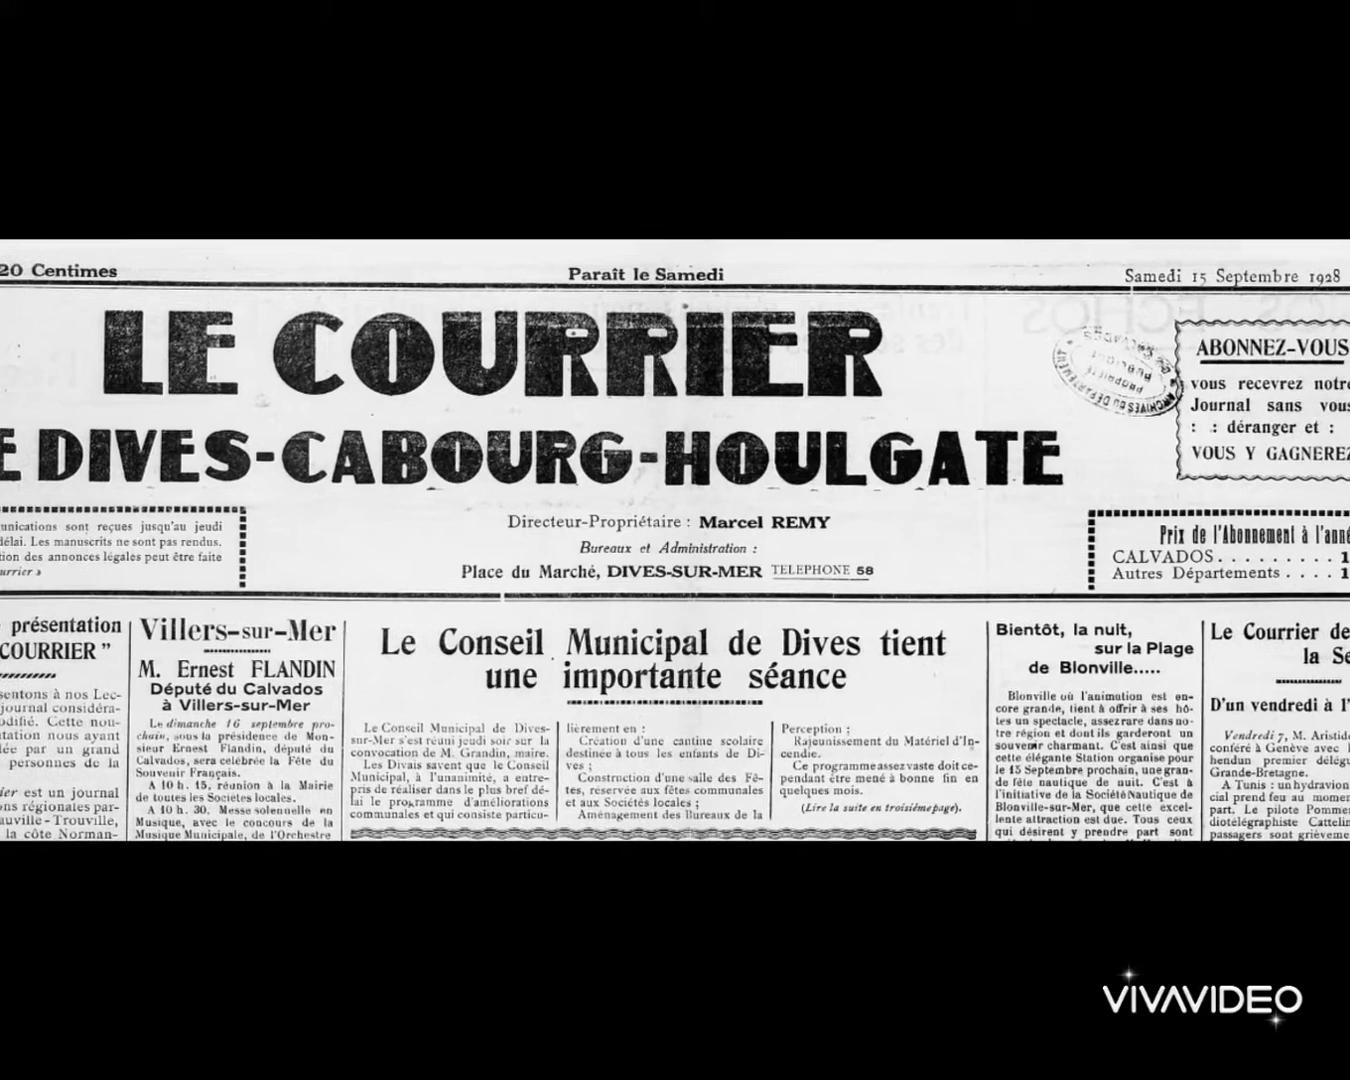 20 Centimes
Paraît le Samedi
Samedi 15 Septembre 1928
LE COURRIER
E DIVES-CABOURG-HOULGATE
ARCHIVES DU DÉPARTEMENT
DU CALVADOS
PROPRIÉTÉ
PUBLIQUE
ABONNEZ-VOUS
vous recevrez notre
Journal sans vous
: .: déranger et :
VOUS Y GAGNEREZ
unications sont reçues jusqu'au jeudi
délai. Les manuscrits ne sont pas rendus.
tion des annonces légales peut être faite
urrier »
Directeur-Propriétaire : Marcel REMY
Bureaux et Administration :
Place du Marché, DIVES-SUR-MER TELEPHONE 58
Prix de l'Abonnement à l'anné
CALVADOS . . . . . . . . . 1
Autres Départements . . . . 1
présentation
COURRIER "
sentons à nos Lec-
journal considéra-
odifié. Cette nou-
tation nous ayant
lée par un grand
personnes de la
ier est un journal
ons régionales par-
auville-Trouville,
la côte Norman-
Villers-sur-Mer
M. Ernest FLANDIN
Député du Calvados
à Villers-sur-Mer
Le dimanche 16 septembre pro-
chain, sous la présidence de Mon-
sieur Ernest Flandin, député du
Calvados, sera célébrée la Fête du
Souvenir Français.
A 10 h. 15, réunion à la Mairie
de toutes les Sociétés locales.
A 10 h. 30. Messe solennelle en
Musique, avec le concours de la
Musique Municipale, de l'Orchestre
Le Conseil Municipal de Dives tient
une importante séance
Le Conseil Municipal de Dives-
sur-Mer s'est réuni jeudi soir sur la
convocation de M. Grandin, maire.
Les Divais savent que le Conseil
Municipal, à l'unanimité, a entre-
pris de réaliser dans le plus bref dé-
lai le programme d'améliorations
communales et qui consiste particu-
lièrement en :
Création d'une cantine scolaire
destinée à tous les enfants de Di-
ves ;
Construction d'une salle des Fê-
tes, réservée aux fêtes communales
et aux Sociétés locales ;
Aménagement des Bureaux de la
Perception ;
Rajeunissement du Matériel d'In-
cendie.
Ce programme assez vaste doit ce-
pendant être mené à bonne fin en
quelques mois.
(Lire la suite en troisième page).
Bientôt, la nuit,
sur la Plage
de Blonville.....
Blonville où l'animation est en-
core grande, tient à offrir à ses hô-
tes un spectacle, assez rare dans no-
tre région et dont ils garderont un
souvenir charmant. C'est ainsi que
cette élégante Station organise pour
le 15 Septembre prochain, une gran-
de fête nautique de nuit. C'est à
l'initiative de la Société Nautique de
Blonville-sur-Mer, que cette excel-
lente attraction est due. Tous ceux
qui désirent y prendre part sont
Le Courrier de
la Se
D'un vendredi à l'
Vendredi 7, M. Aristid
conféré à Genève avec l
hendun premier délégu
Grande-Bretagne.
A Tunis : un hydravion
cial prend feu au momen
part. Le pilote Pomme
diotélégraphiste Cattelin
passagers sont grièveme
VIVAVIDEO